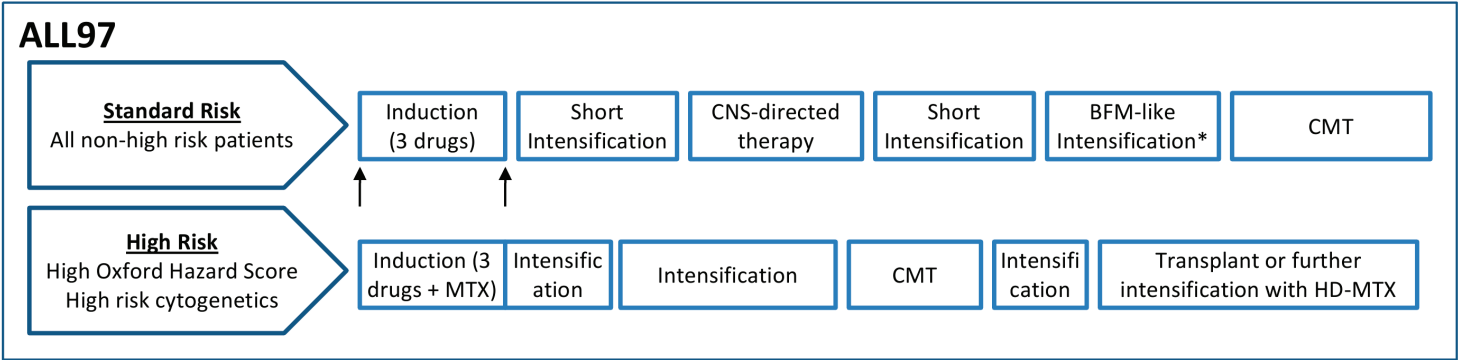 ALL97
Standard Risk
All non-high risk patients
Induction
(3 drugs)
Short
Intensification
CNS-directed
therapy
Short
Intensification
BFM-like
Intensification*
CMT
High Risk
High Oxford Hazard Score
High risk cytogenetics
Induction (3
drugs + MTX)
Intensific
ation
Intensification
CMT
Intensifi
cation
Transplant or further
intensification with HD-MTX